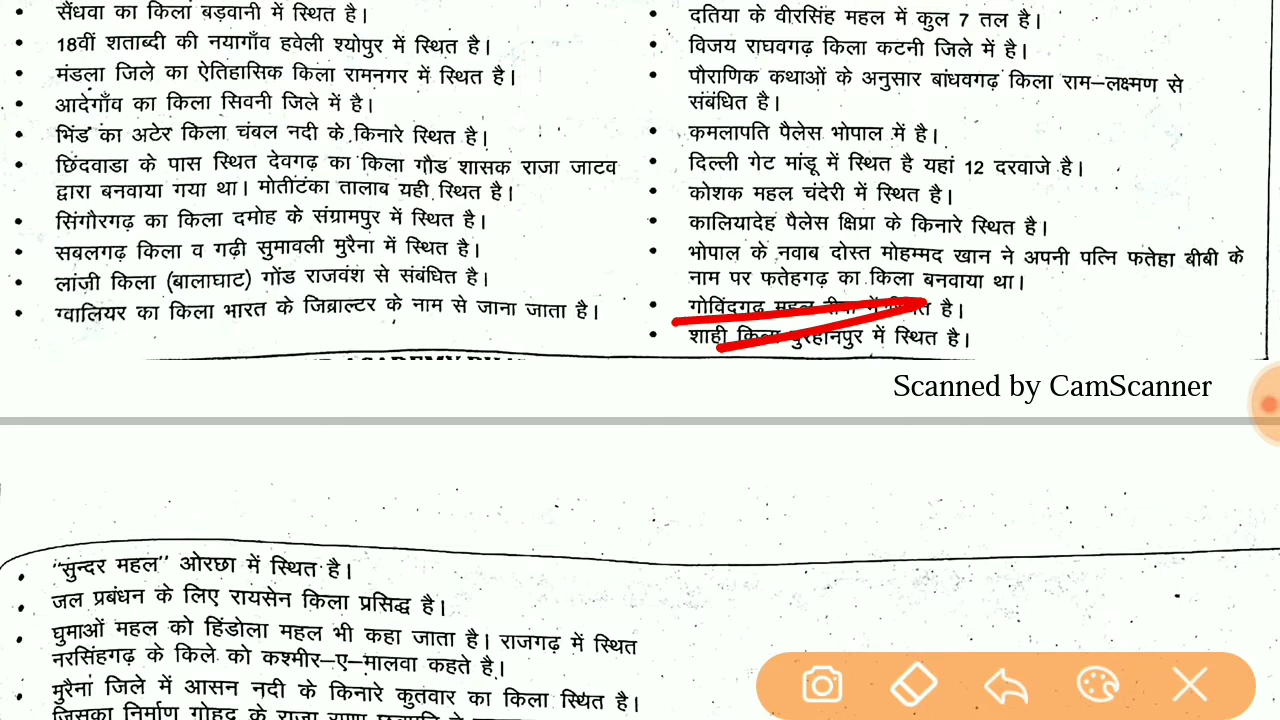 सैंधवा का किला बड़वानी में स्थित है।
18वीं शताब्दी की नयागाँव हवेली श्योपुर में स्थित है।
मंडला जिले का ऐतिहासिक किला रामनगर में स्थित है।
आदेगाँव का किला सिवनी जिले में है।
भिंड का अटेर किला चंबल नदी के किनारे स्थित है।
छिंदवाडा के पास स्थित देवगढ़ का किला गौड शासक राजा जाटव
द्वारा बनवाया गया था। मोतीटंका तालाब यही स्थित है।
सिंगौरगढ़ का किला दमोह के संग्रामपुर में स्थित है।
सबलगढ़ किला व गढ़ी सुमावली मुरैना में स्थित है।
लांज़ी किला (बालाघाट) गोंड राजवंश से संबंधित है।
ग्वालियर का किला भारत के जिब्राल्टर के नाम से जाना जाता है।
दतिया के वीरसिंह महल में कुल 7 तल है।
विजय राघवगढ़ किला कटनी जिले में है।
पौराणिक कथाओं के अनुसार बांधवगढ़ किला राम–लक्ष्मण से
संबंधित है।
कमलापति पैलेस भोपाल में है।
दिल्ली गेट मांडू में स्थित है यहां 12 दरवाजे है।
कोशक महल चंदेरी में स्थित है।
कालियादेह पैलेस क्षिप्रा के किनारे स्थित है।
भोपाल के नवाब दोस्त मोहम्मद खान ने अपनी पत्नि फतेहा बीबी के
नाम पर फतेहगढ़ का किला बनवाया था।
गोविंदगढ़ महल रीवा में स्थित है।
शाही किला बुरहानपुर में स्थित है।
Scanned by CamScanner
"सुन्दर महल" ओरछा में स्थित है।
जल प्रबंधन के लिए रायसेन किला प्रसिद्ध है।
घुमाओं महल को हिंडोला महल भी कहा जाता है। राजगढ़ में स्थित
नरसिंहगढ़ के किले को कश्मीर–ए–मालवा कहते है।
मुरैना जिले में आसन नदी के किनारे कुतवार का किला स्थित है।
जिसका निर्माण गोहद के राजा राणा